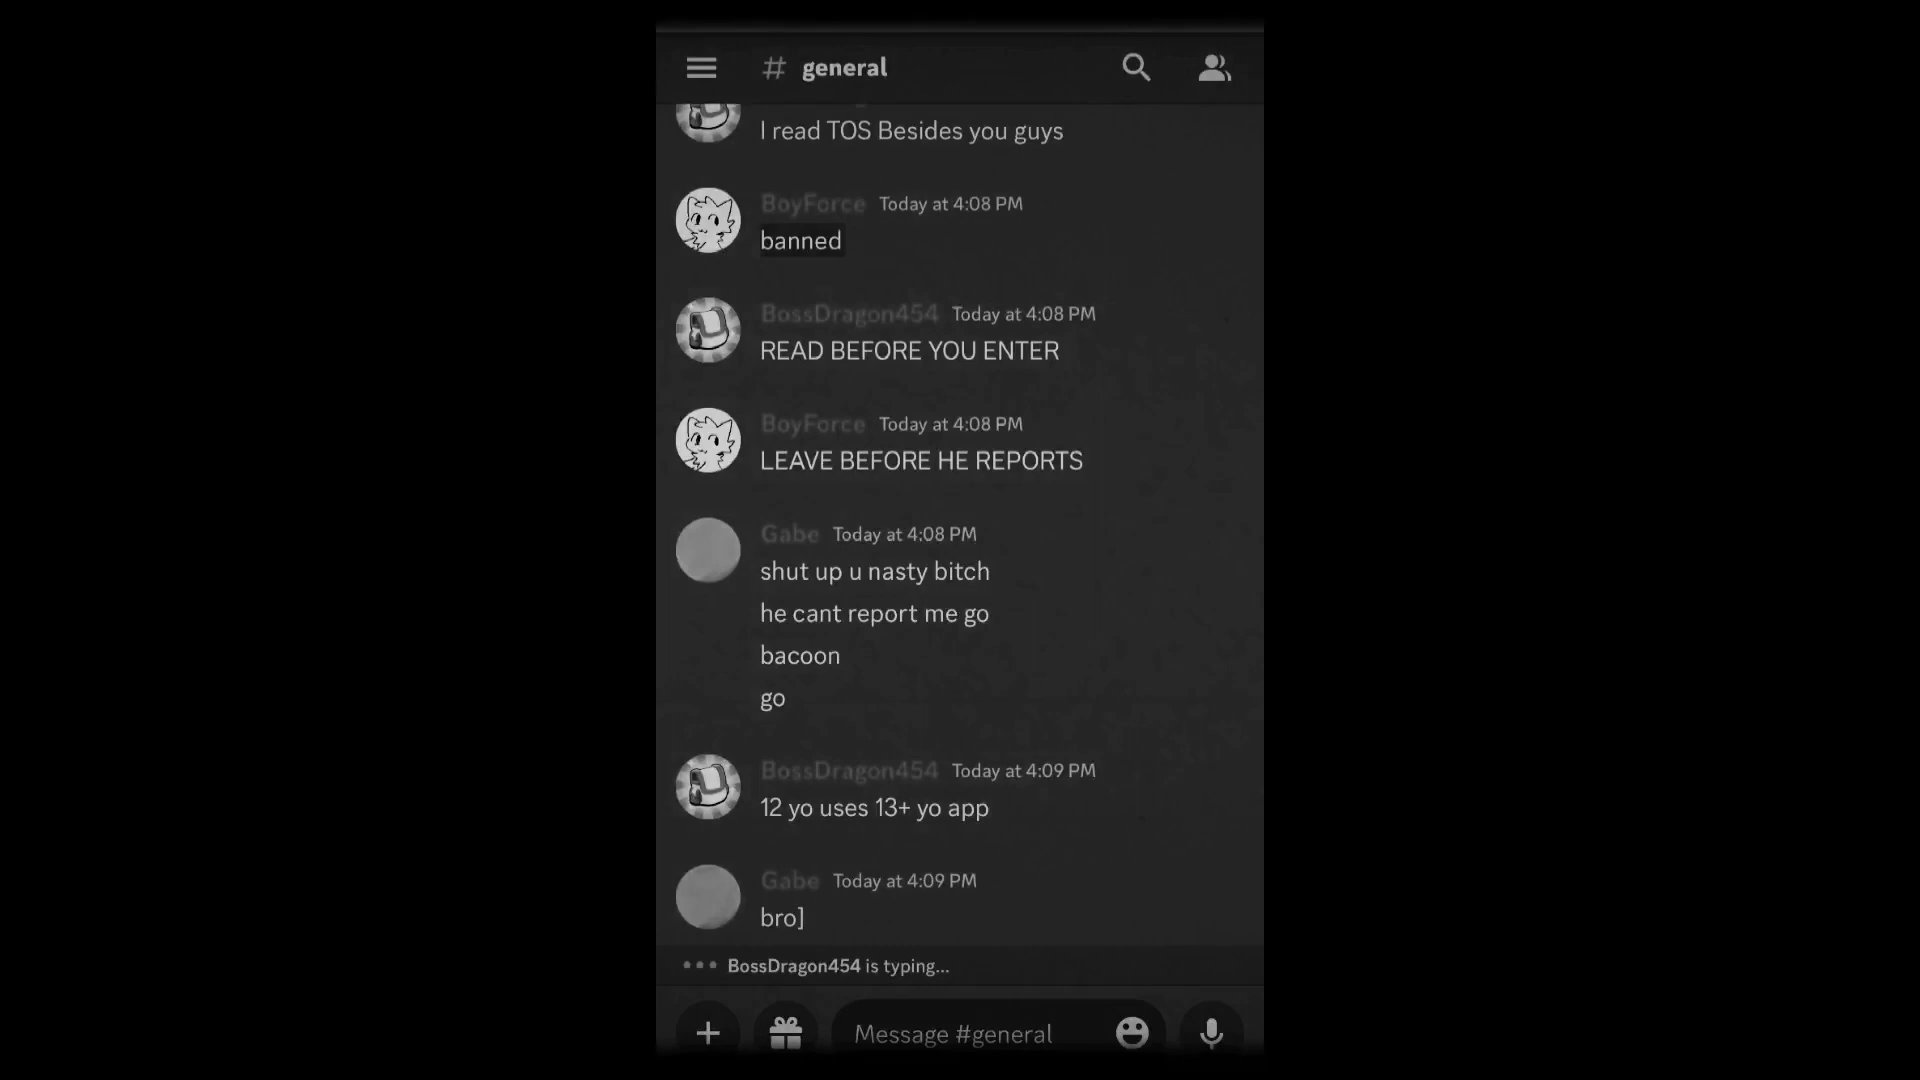 # general
I read TOS Besides you guys
BoyForce Today at 4:08 PM
banned
BossDragon454 Today at 4:08 PM
READ BEFORE YOU ENTER
BoyForce Today at 4:08 PM
LEAVE BEFORE HE REPORTS
Gabe Today at 4:08 PM
shut up u nasty bitch
he cant report me go
bacoon
go
BossDragon454 Today at 4:09 PM
12 yo uses 13+ yo app
Gabe Today at 4:09 PM
bro]
BossDragon454 is typing...
Message #general